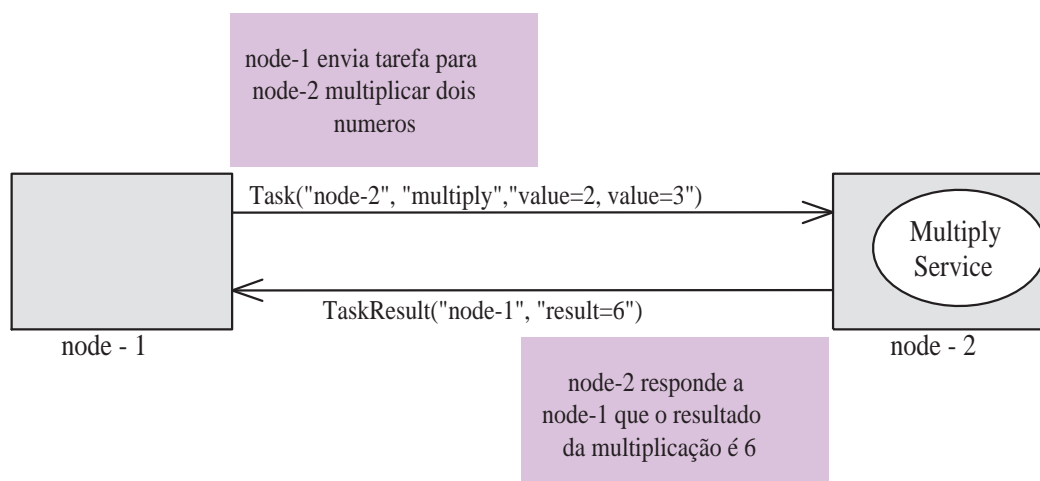 node-1 envia tarefa para
node-2 multiplicar dois
numeros
Task("node-2", "multiply","value=2, value=3")
Multiply
Service
TaskResult("node-1", "result=6")
node - 1
node - 2
node-2 responde a
node-1 que o resultado
da multiplicação é 6